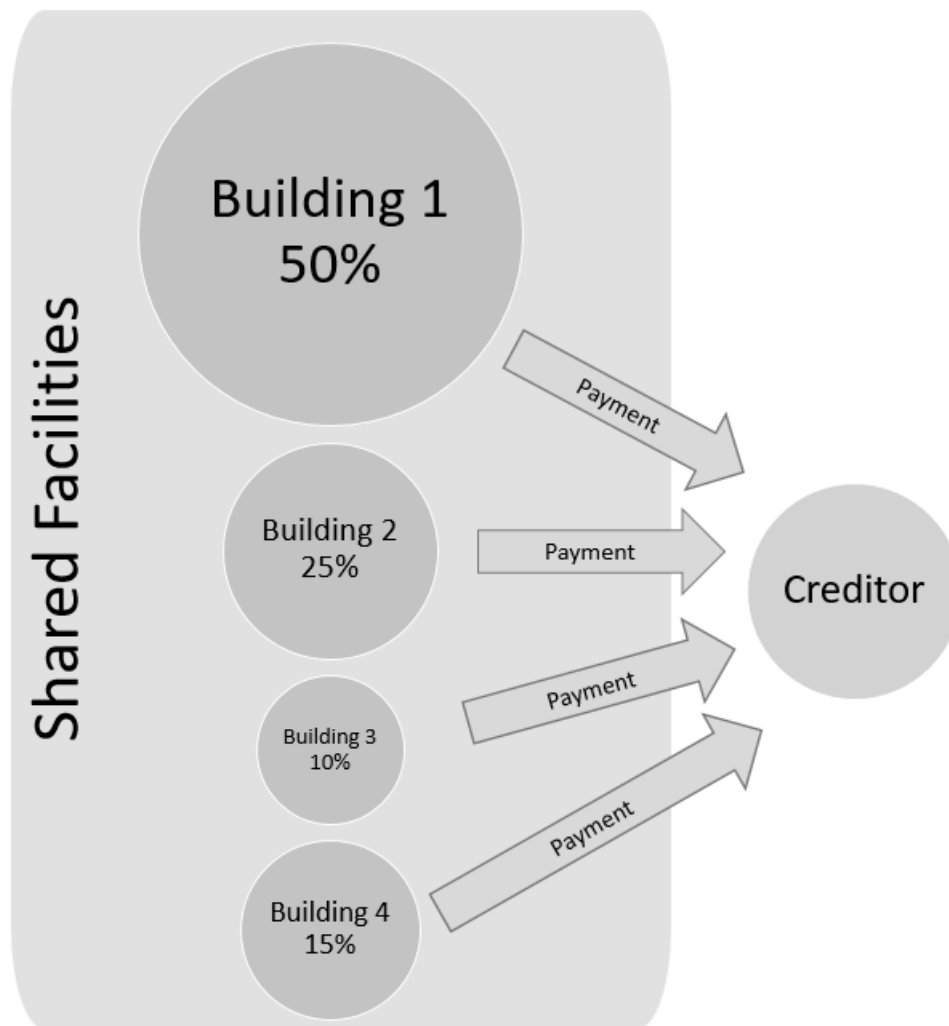 Shared Facilities
Building 1
50%
Payment
Building 2
25%
Payment
Creditor
Building 3
10%
Payment
Building 4
15%
Payment